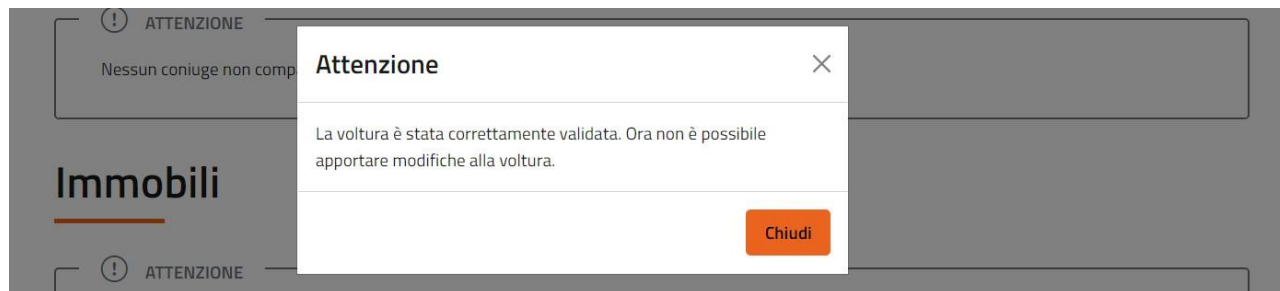 ATTENZIONE
Nessun coniuge non comp
Attenzione
La voltura è stata correttamente validata. Ora non è possibile
apportare modifiche alla voltura.
Chiudi
Immobili
ATTENZIONE